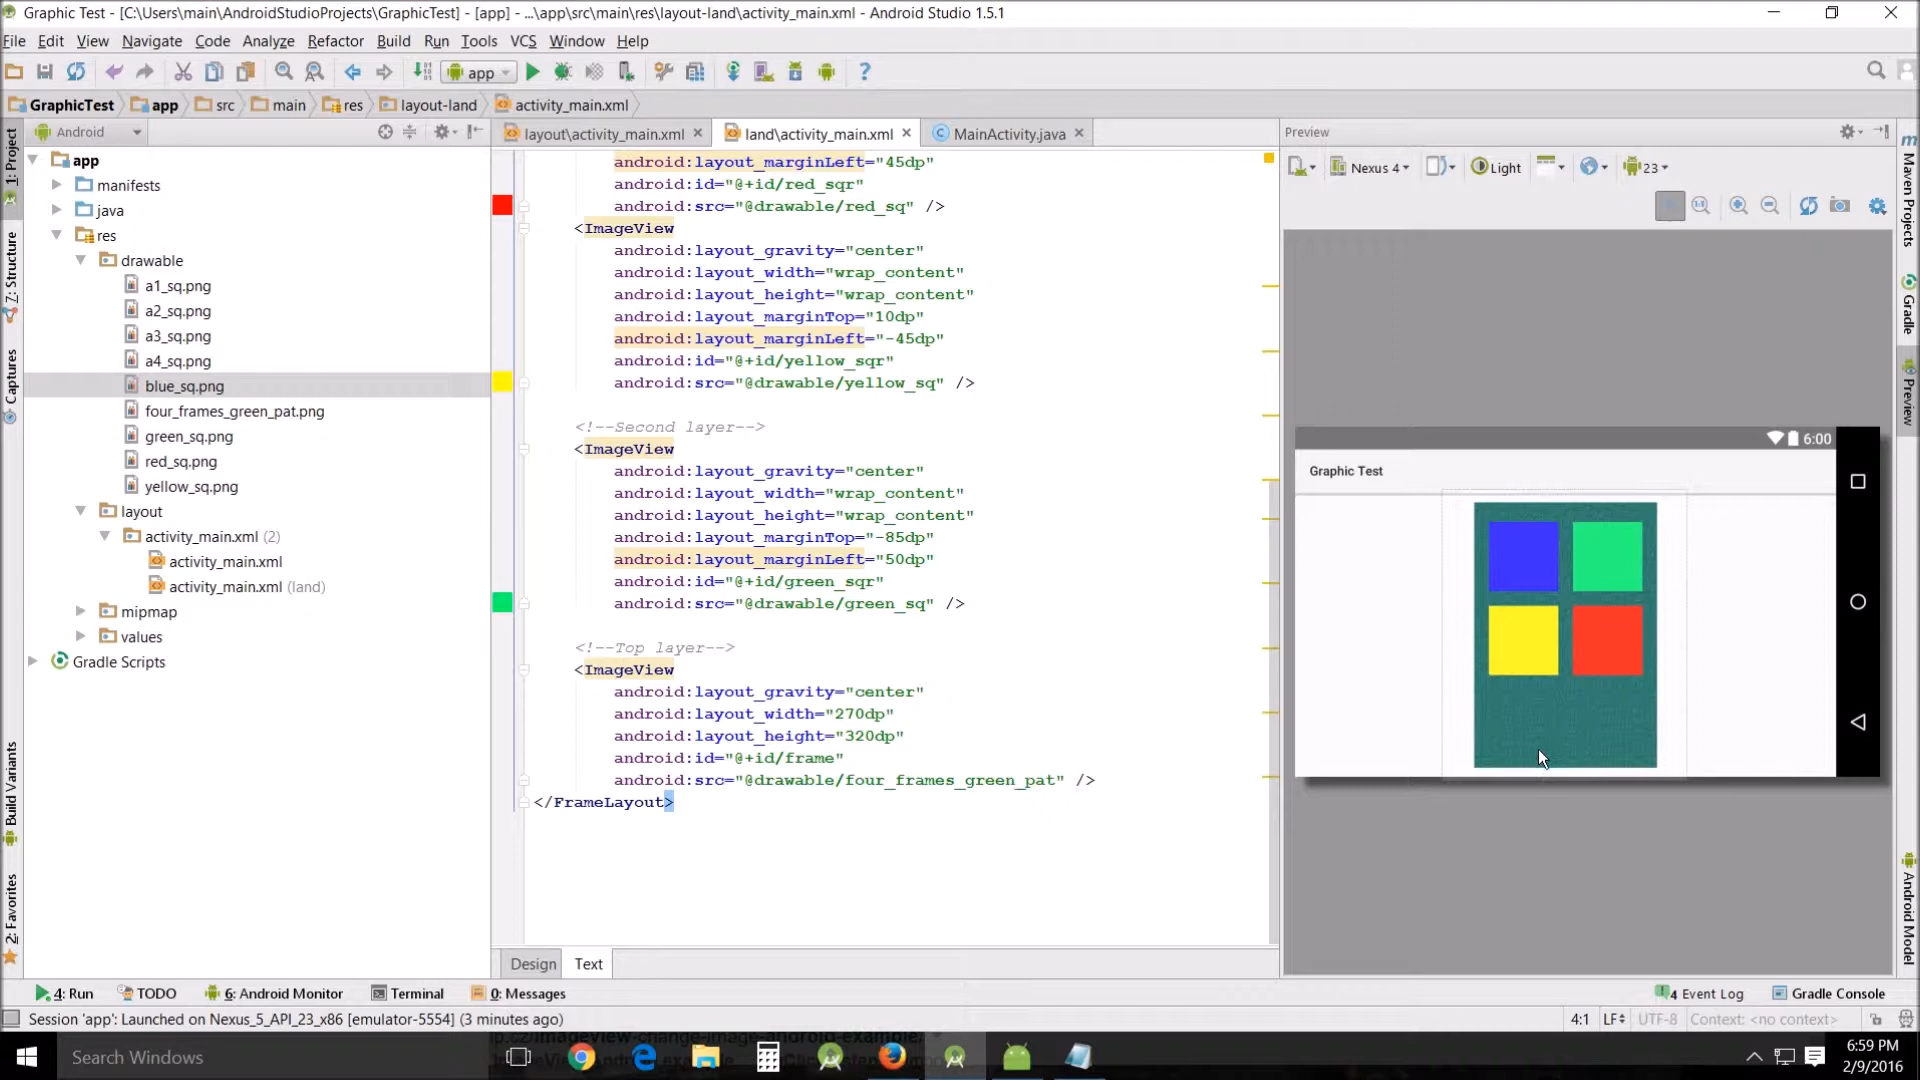 Graphic Test - [C:\Users\main\AndroidStudioProjects\GraphicTest] - [app] - ...\app\src\main\res\layout-land\activity_main.xml - Android Studio 1.5.1
File Edit View Navigate Code Analyze Refactor Build Run Tools VCS Window Help
app
GraphicTest app src main res layout-land activity_main.xml
Android
layout\activity_main.xml
land\activity_main.xml
MainActivity.java
Preview
Nexus 4
Light
23
1: Project
7: Structure
Captures
Build Variants
2: Favorites
app
manifests
java
res
drawable
a1_sq.png
a2_sq.png
a3_sq.png
a4_sq.png
blue_sq.png
four_frames_green_pat.png
green_sq.png
red_sq.png
yellow_sq.png
layout
activity_main.xml (2)
activity_main.xml
activity_main.xml (land)
mipmap
values
Gradle Scripts
android:layout_marginLeft="45dp"
android:id="@+id/red_sqr"
android:src="@drawable/red_sq" />
<ImageView
android:layout_gravity="center"
android:layout_width="wrap_content"
android:layout_height="wrap_content"
android:layout_marginTop="10dp"
android:layout_marginLeft="-45dp"
android:id="@+id/yellow_sqr"
android:src="@drawable/yellow_sq" />
<!--Second layer-->
<ImageView
android:layout_gravity="center"
android:layout_width="wrap_content"
android:layout_height="wrap_content"
android:layout_marginTop="-85dp"
android:layout_marginLeft="50dp"
android:id="@+id/green_sqr"
android:src="@drawable/green_sq" />
<!--Top layer-->
<ImageView
android:layout_gravity="center"
android:layout_width="270dp"
android:layout_height="320dp"
android:id="@+id/frame"
android:src="@drawable/four_frames_green_pat" />
</FrameLayout>
Design Text
6:00
Graphic Test
Maven Projects
Gradle
Preview
Android Model
4: Run TODO 6: Android Monitor Terminal 0: Messages
4 Event Log Gradle Console
Session 'app': Launched on Nexus_5_API_23_x86 [emulator-5554] (3 minutes ago)
4:1 LF UTF-8 Context: <no context>
Search Windows
6:59 PM
2/9/2016